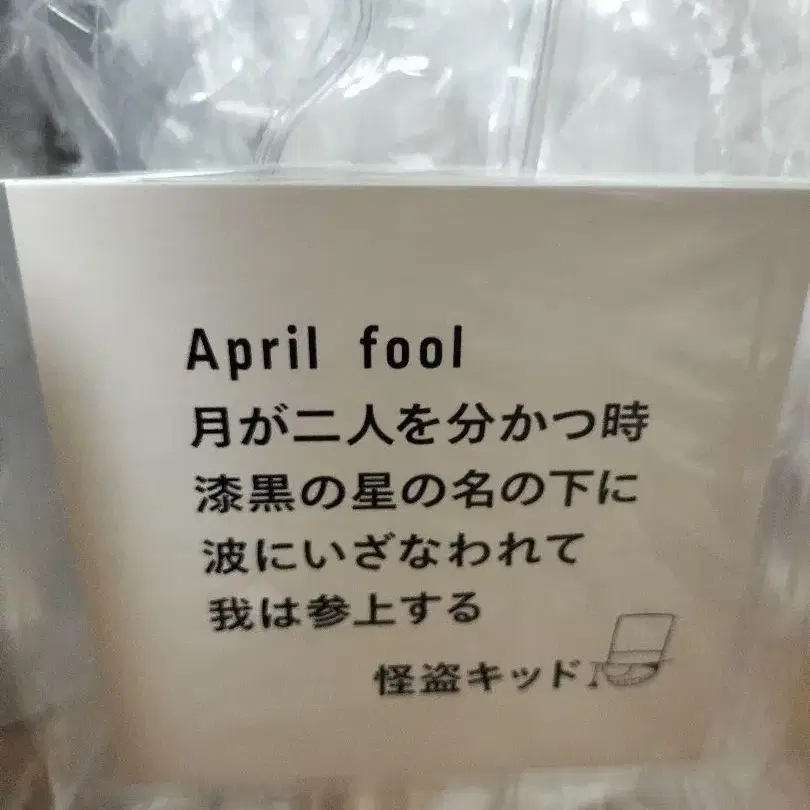 April fool
月が二人を分かつ時
漆黒の星の名の下に
波にいざなわれて
我は参上する
怪盗キッド